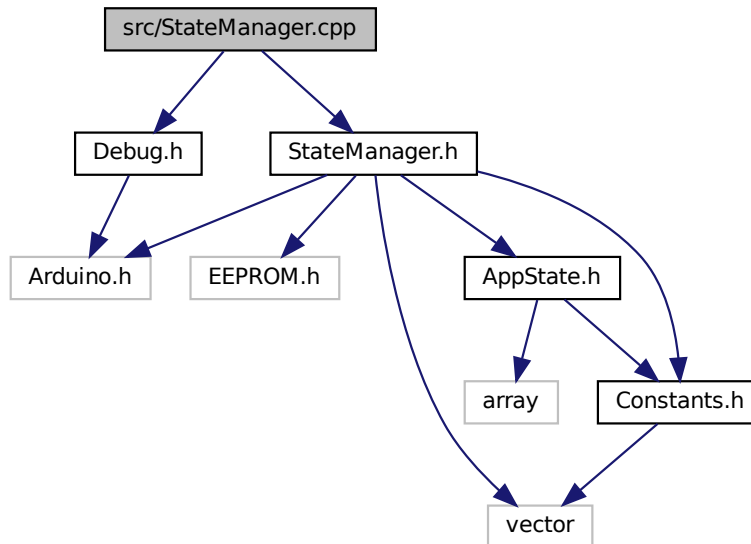 src/StateManager.cpp
Debug.h
StateManager.h
Arduino.h
EEPROM.h
AppState.h
array
Constants.h
vector